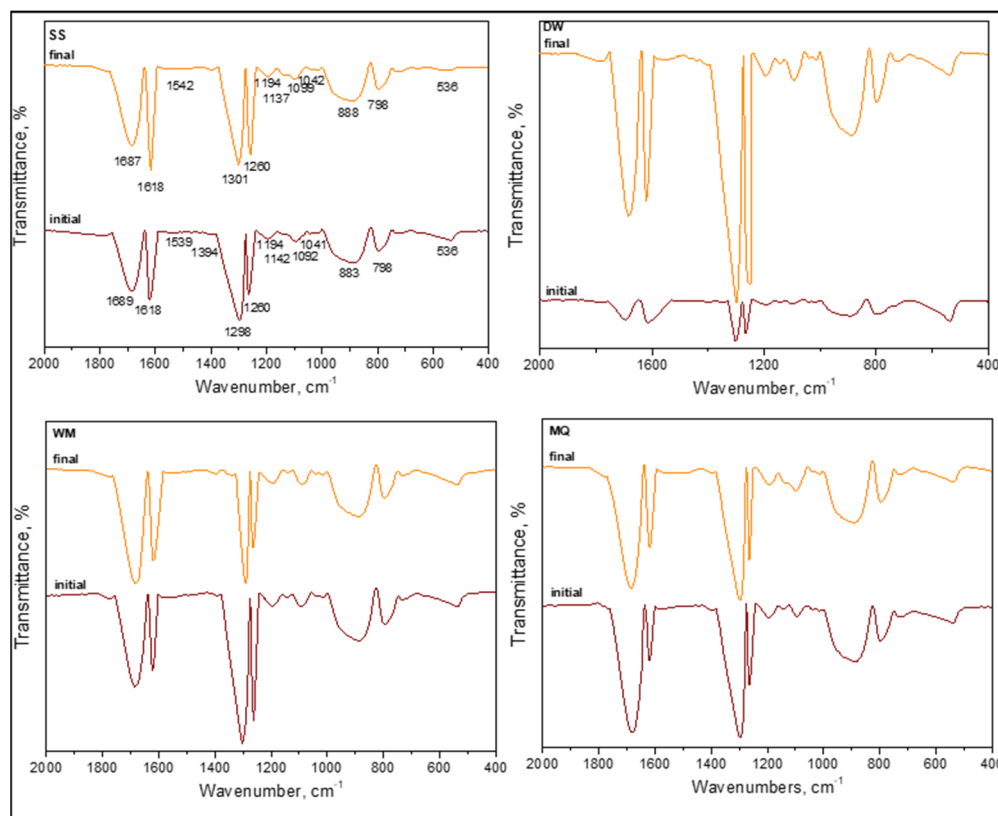 SS
final
1542
1194
1137
1099
1042
888
798
536
1687
1618
1301
1260
initial
1539
1394
1194
1142
1092
1041
883
798
536
1689
1618
1298
1260
Transmittance, %
2000 1600 1200 1000 800 600 400
Wavenumber, cm-1
DW
final
initial
Transmittance, %
2000 1600 1200 800 400
Wavenumber, cm-1
WM
final
initial
Transmittance, %
2000 1800 1600 1400 1200 1000 800 600 400
Wavenumber, cm-1
MQ
final
initial
Transmittance, %
2000 1800 1600 1400 1200 1000 800 600 400
Wavenumbers, cm-1